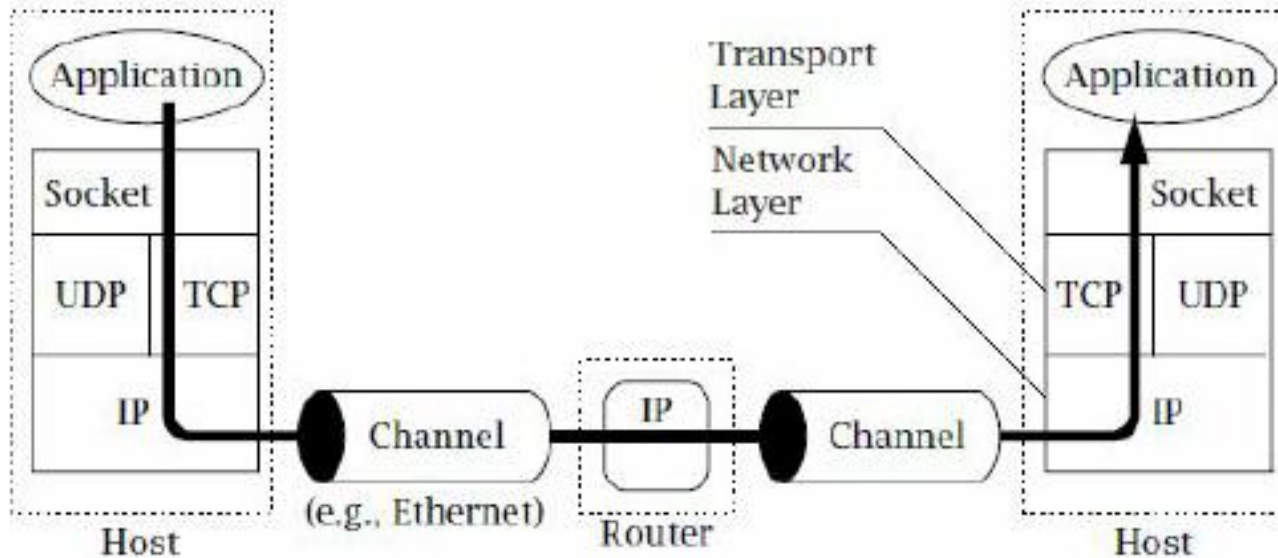 Application
Socket
UDP
TCP
IP
Host
Channel
(e.g., Ethernet)
IP
Router
Channel
Transport
Layer
Network
Layer
Application
Socket
TCP
UDP
IP
Host